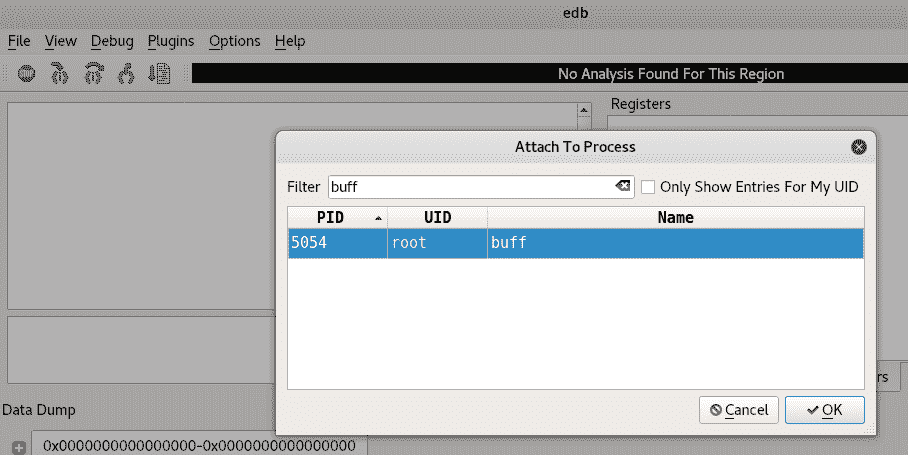 edb
File View Debug Plugins Options Help
No Analysis Found For This Region
Registers
Attach To Process
Filter buff Only Show Entries For My UID
PID UID Name
5054 root buff
rs
Cancel OK
Data Dump
0x0000000000000000-0x0000000000000000